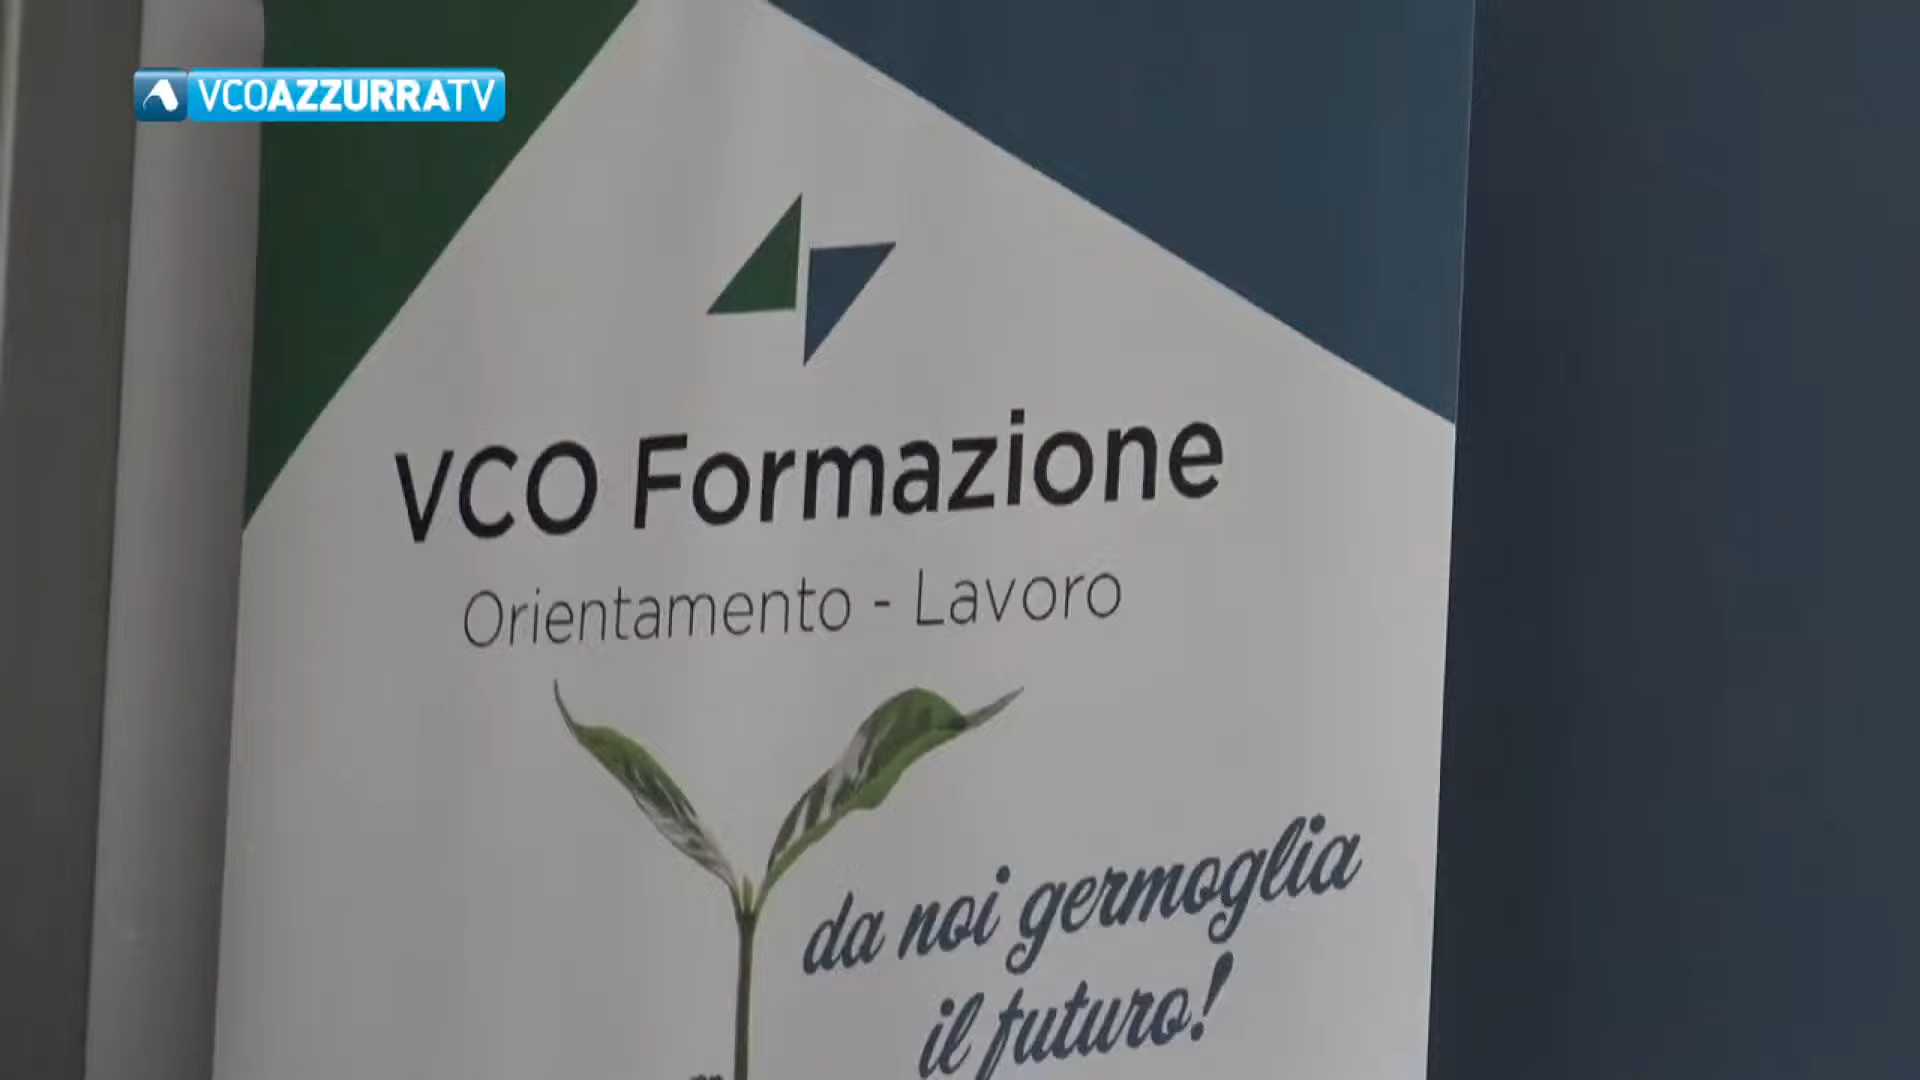 VCOAZZURRATV
VCO Formazione
Orientamento - Lavoro
da noi germoglia
il futuro!